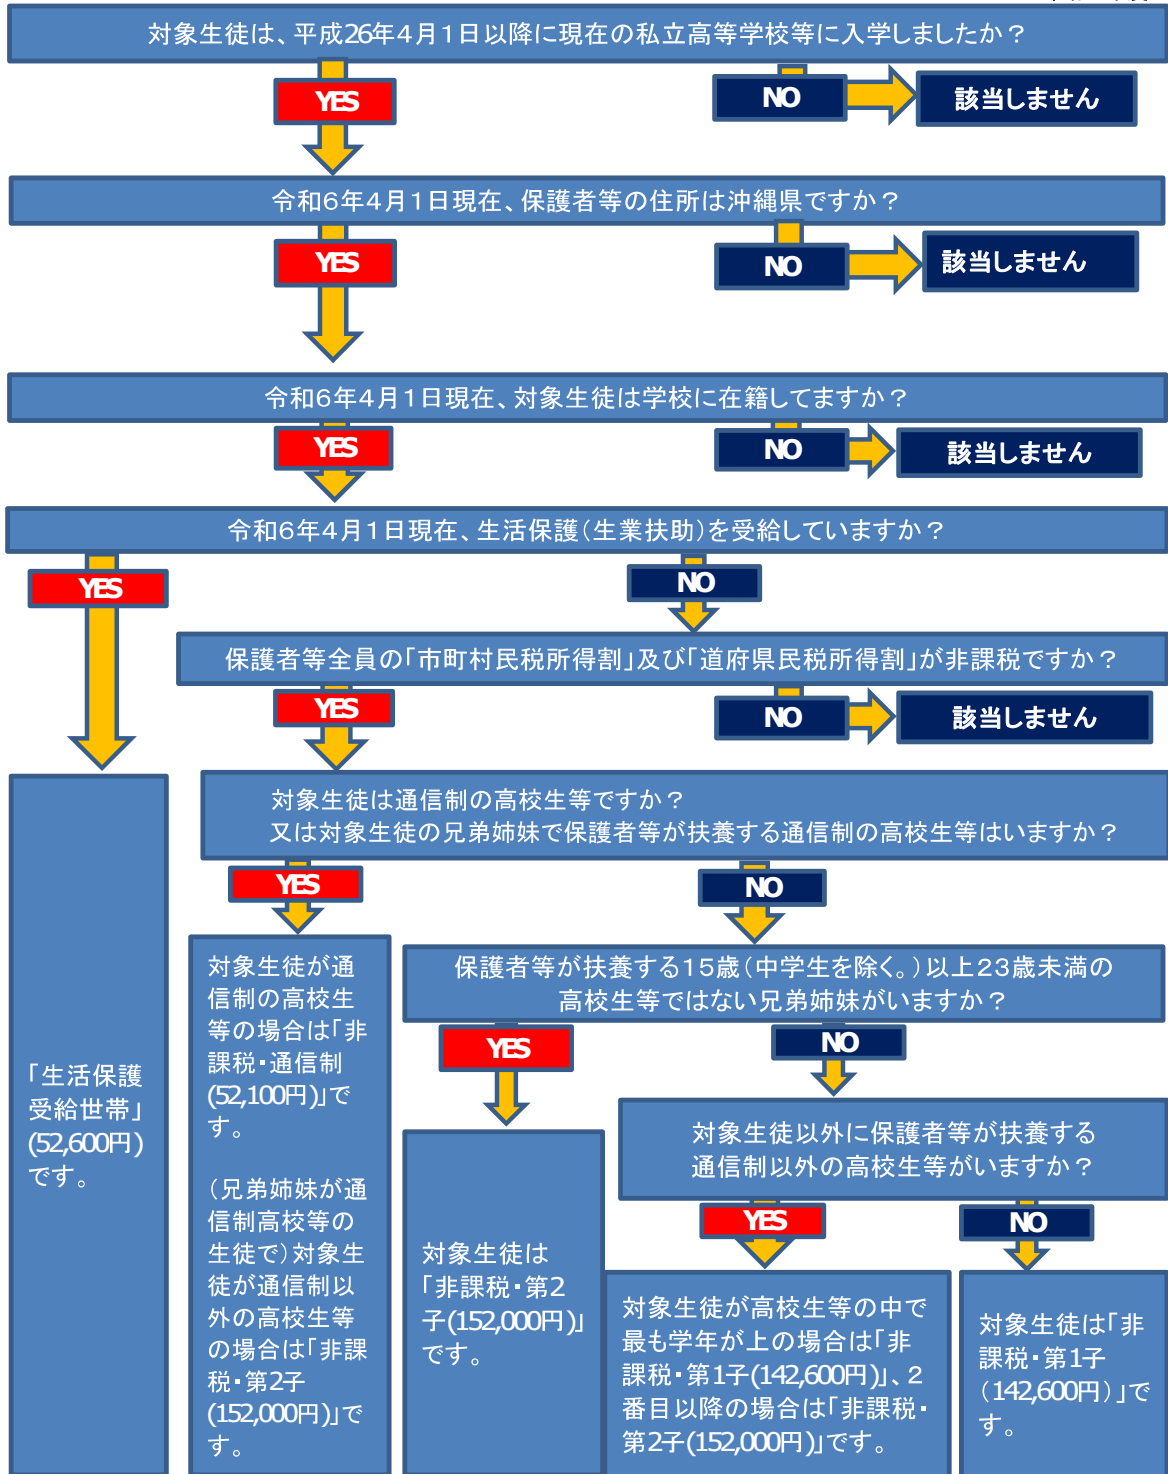 対象生徒は、平成26年4月1日以降に現在の私立高等学校等に入学しましたか？
YES
NO
該当しません
令和6年4月1日現在、保護者等の住所は沖縄県ですか？
YES
NO
該当しません
令和6年4月1日現在、対象生徒は学校に在籍してますか？
YES
NO
該当しません
令和6年4月1日現在、生活保護（生業扶助）を受給していますか？
YES
NO
保護者等全員の「市町村民税所得割」及び「道府県民税所得割」が非課税ですか？
YES
NO
該当しません
対象生徒は通信制の高校生等ですか？
又は対象生徒の兄弟姉妹で保護者等が扶養する通信制の高校生等はいますか？
YES
NO
「生活保護
受給世帯」
(52,600円)
です。
対象生徒が通
信制の高校生
等の場合は「非
課税・通信制
(52,100円)」で
す。
（兄弟姉妹が通
信制高校等の
生徒で）対象生
徒が通信制以
外の高校生等
の場合は「非課
税・第2子
(152,000円)」で
す。
保護者等が扶養する15歳（中学生を除く。）以上23歳未満の
高校生等ではない兄弟姉妹がいますか？
YES
NO
対象生徒は
「非課税・第2
子(152,000円)」
です。
対象生徒以外に保護者等が扶養する
通信制以外の高校生等がいますか？
YES
NO
対象生徒が高校生等の中で
最も学年が上の場合は「非
課税・第1子(142,600円)」、2
番目以降の場合は「非課税・
第2子(152,000円)」です。
対象生徒は「非
課税・第1子
（142,600円）」で
す。